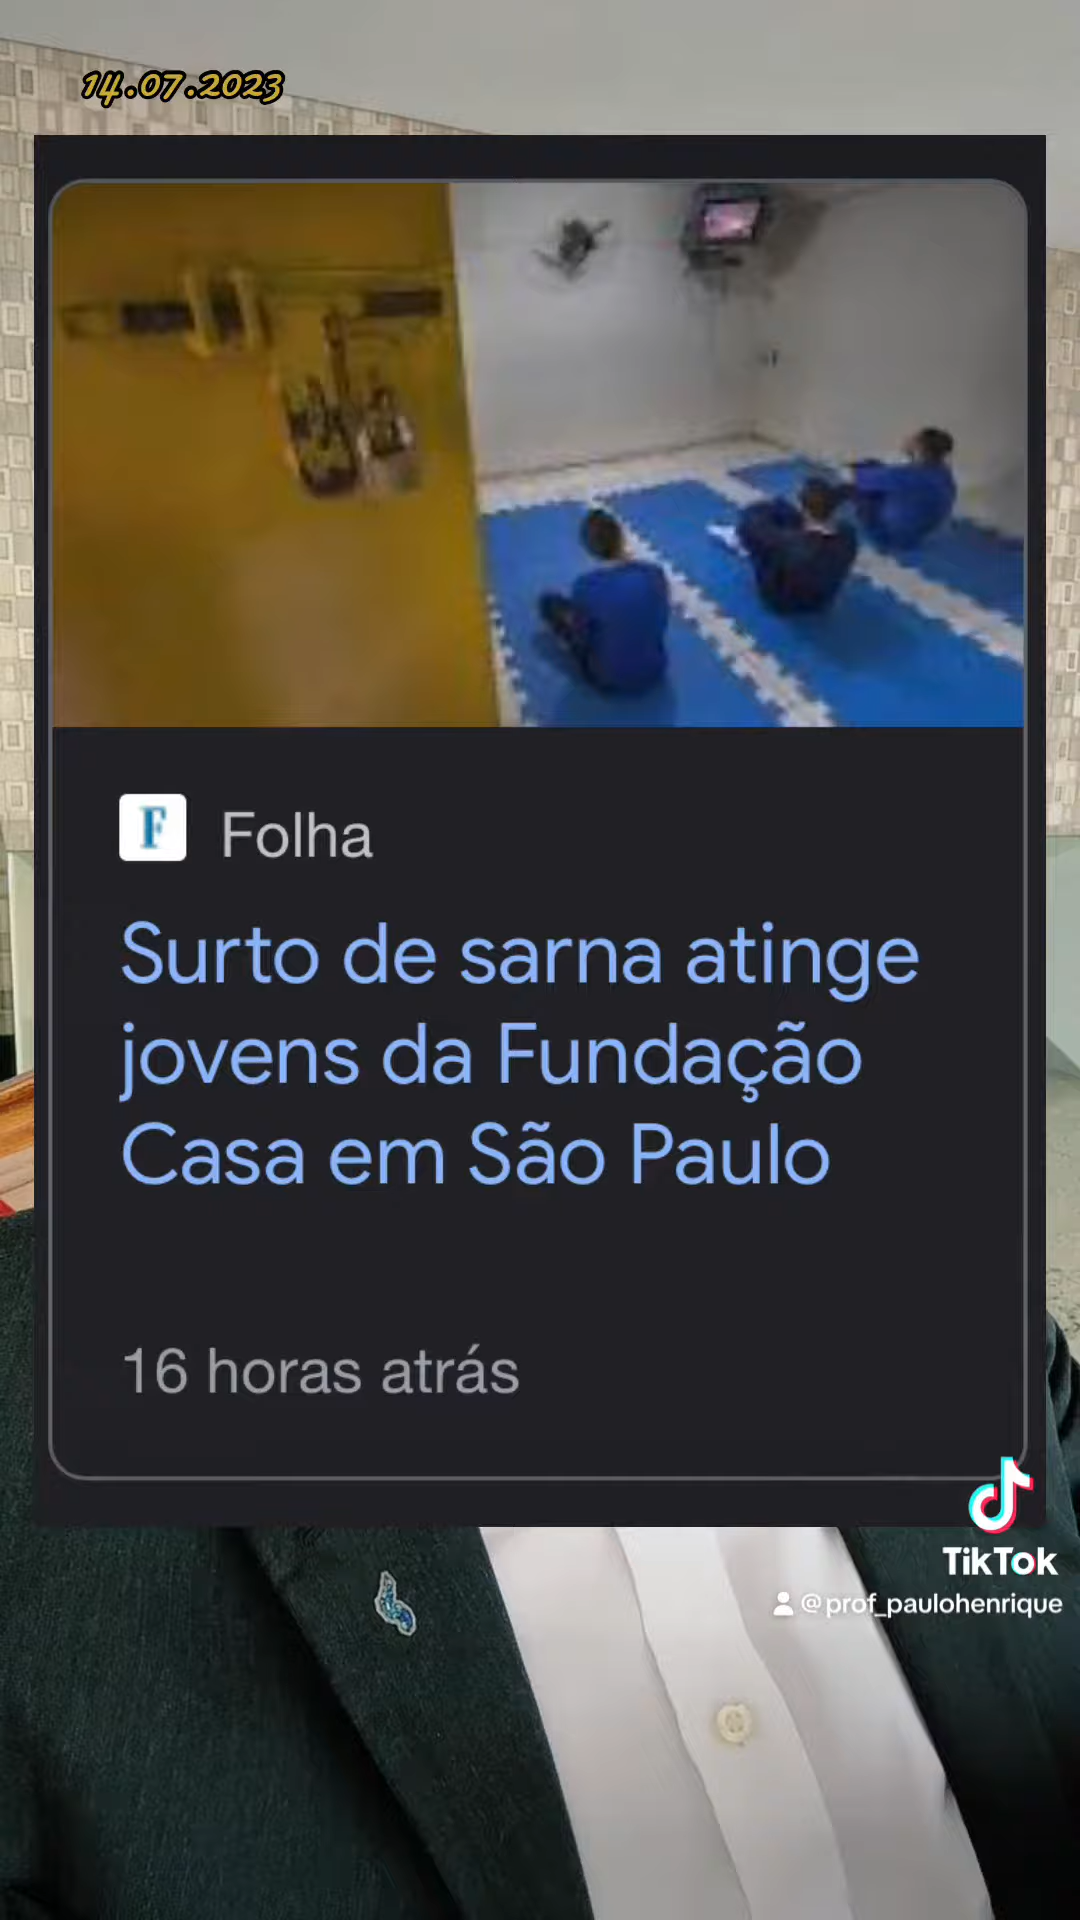 14.07.2023
F Folha
Surto de sarna atinge
jovens da Fundação
Casa em São Paulo
16 horas atrás
TikTok
@prof_paulohenrique